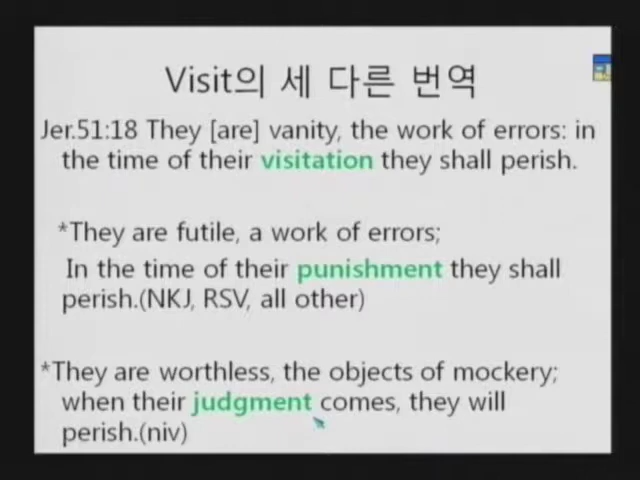 Visit의 세 다른 번역
Jer.51:18 They [are] vanity, the work of errors: in
the time of their visitation they shall perish.
*They are futile, a work of errors;
In the time of their punishment they shall
perish.(NKJ, RSV, all other)
*They are worthless, the objects of mockery;
when their judgment comes, they will
perish.(niv)